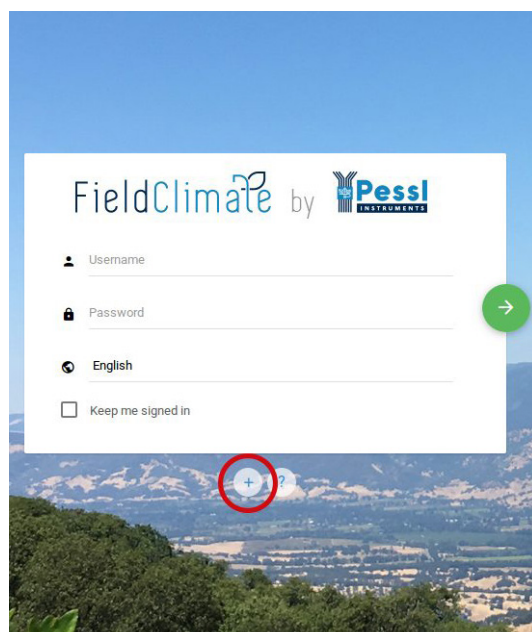 FieldClimate by Pessl
INSTRUMENTS
Username
Password
English
Keep me signed in
+ ?